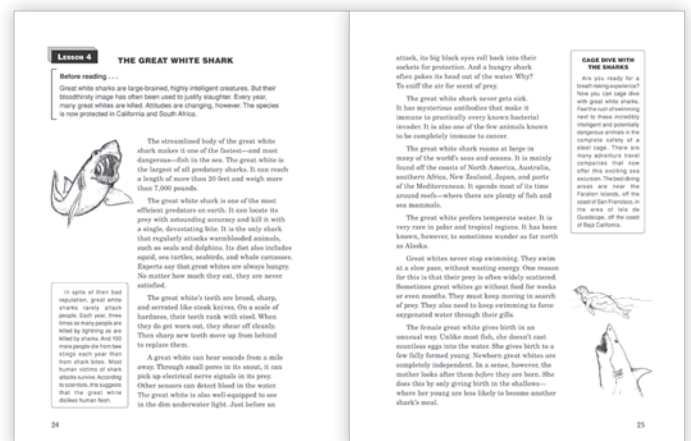 LESSON 4
THE GREAT WHITE SHARK
Before reading . . .
Great white sharks are large-brained, highly intelligent creatures. But their
bloodthirsty image has often been used to justify slaughter. Every year,
many great whites are killed. Attitudes are changing, however. The species
is now protected in California and South Africa.
The streamlined body of the great white
shark makes it one of the fastest—and most
dangerous—fish in the sea. The great white is
the largest of all predatory sharks. It can reach
a length of more than 20 feet and weigh more
than 7,000 pounds.
The great white shark is one of the most
efficient predators on earth. It can locate its
prey with astounding accuracy and kill it with
a single, devastating bite. It is the only shark
that regularly attacks warmblooded animals,
such as seals and dolphins. Its diet also includes
squid, sea turtles, seabirds, and whale carcasses.
Experts say that great whites are always hungry.
No matter how much they eat, they are never
satisfied.
The great white's teeth are broad, sharp,
and serrated like steak knives. On a scale of
hardness, their teeth rank with steel. When
they do get worn out, they shear off cleanly.
Then sharp new teeth move up from behind
to replace them.
A great white can hear sounds from a mile
away. Through small pores in its snout, it can
pick up electrical nerve signals in its prey.
Other sensors can detect blood in the water.
The great white is also well-equipped to see
in the dim underwater light. Just before an
In spite of their bad
reputation, great white
sharks rarely attack
people. Each year, three
times as many people are
killed by lightning as are
killed by sharks. And 100
more people die from bee
stings each year than
from shark bites. Most
human victims of shark
attacks survive. According
to scientists, this suggests
that the great white
dislikes human flesh.
24
attack, its big black eyes roll back into their
sockets for protection. And a hungry shark
often pokes its head out of the water. Why?
To sniff the air for scent of prey.
The great white shark never gets sick.
It has mysterious antibodies that make it
immune to practically every known bacterial
invader. It is also one of the few animals known
to be completely immune to cancer.
The great white shark roams at large in
many of the world's seas and oceans. It is mainly
found off the coasts of North America, Australia,
southern Africa, New Zealand, Japan, and parts
of the Mediterranean. It spends most of its time
around reefs—where there are plenty of fish and
sea mammals.
The great white prefers temperate water. It is
very rare in polar and tropical regions. It has been
known, however, to sometimes wander as far north
as Alaska.
Great whites never stop swimming. They swim
at a slow pace, without wasting energy. One reason
for this is that their prey is often widely scattered.
Sometimes great whites go without food for weeks
or even months. They must keep moving in search
of prey. They also need to keep swimming to force
oxygenated water through their gills.
The female great white gives birth in an
unusual way. Unlike most fish, she doesn't cast
countless eggs into the water. She gives birth to a
few fully formed young. Newborn great whites are
completely independent. In a sense, however, the
mother looks after them before they are born. She
does this by only giving birth in the shallows—
where her young are less likely to become another
shark's meal.
CAGE DIVE WITH
THE SHARKS
Are you ready for a
breath-taking experience?
Now you can cage dive
with great white sharks.
Feel the rush of swimming
next to these incredibly
intelligent and potentially
dangerous animals in the
complete safety of a
steel cage. There are
many adventure travel
companies that now
offer this exciting sea
excursion. The best diving
areas are near the
Farallon Islands, off the
coast of San Francisco, in
the area of Isla de
Guadalupe, off the coast
of Baja California.
25